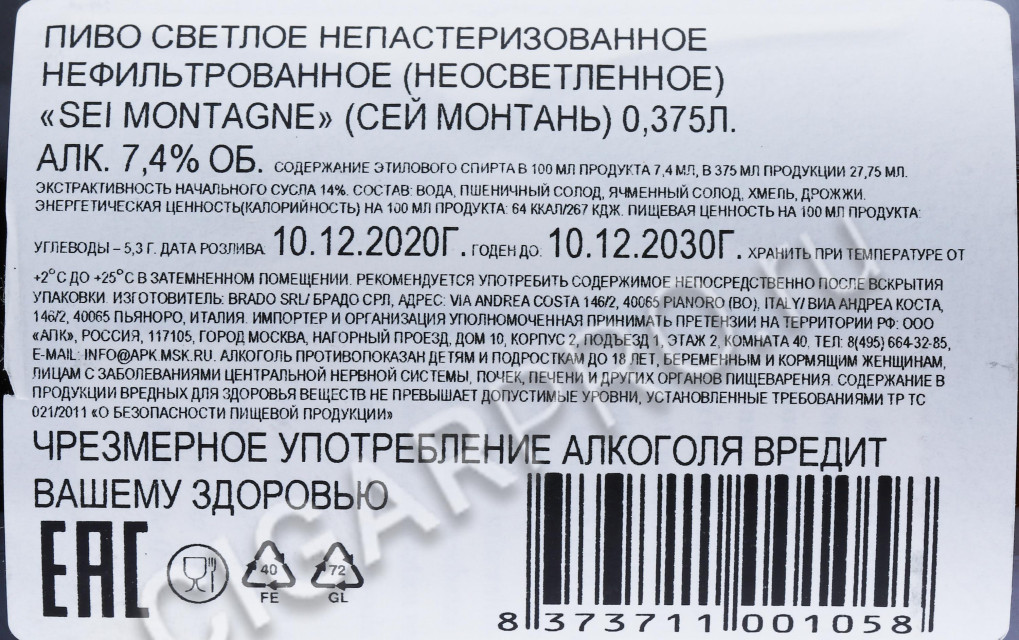 ПИВО СВЕТЛОЕ НЕПАСТЕРИЗОВАННОЕ
НЕФИЛЬТРОВАННОЕ (НЕОСВЕТЛЕННОЕ)
«SEI MONTAGNE» (СЕЙ МОНТАНЬ) 0,375Л.
АЛК. 7,4% ОБ. СОДЕРЖАНИЕ ЭТИЛОВОГО СПИРТА В 100 МЛ ПРОДУКТА 7,4 МЛ, В 375 МЛ ПРОДУКЦИИ 27,75 МЛ.
ЭКСТРАКТИВНОСТЬ НАЧАЛЬНОГО СУСЛА 14%. СОСТАВ: ВОДА, ПШЕНИЧНЫЙ СОЛОД, ЯЧМЕННЫЙ СОЛОД, ХМЕЛЬ, ДРОЖЖИ.
ЭНЕРГЕТИЧЕСКАЯ ЦЕННОСТЬ(КАЛОРИЙНОСТЬ) НА 100 МЛ ПРОДУКТА: 64 ККАЛ/267 КДЖ. ПИЩЕВАЯ ЦЕННОСТЬ НА 100 МЛ ПРОДУКТА:
УГЛЕВОДЫ – 5,3 Г. ДАТА РОЗЛИВА: 10.12.2020Г. ГОДЕН ДО: 10.12.2030Г. ХРАНИТЬ ПРИ ТЕМПЕРАТУРЕ ОТ
+2°С ДО +25°С В ЗАТЕМНЕННОМ ПОМЕЩЕНИИ. РЕКОМЕНДУЕТСЯ УПОТРЕБИТЬ СОДЕРЖИМОЕ НЕПОСРЕДСТВЕННО ПОСЛЕ ВСКРЫТИЯ
УПАКОВКИ. ИЗГОТОВИТЕЛЬ: BRADO SRL/ БРАДО СРЛ, АДРЕС: VIA ANDREA COSTA 146/2, 40065 PIANORO (BO), ITALY/ ВИА АНДРЕА КОСТА,
146/2, 40065 ПЬЯНОРО, ИТАЛИЯ. ИМПОРТЕР И ОРГАНИЗАЦИЯ УПОЛНОМОЧЕННАЯ ПРИНИМАТЬ ПРЕТЕНЗИИ НА ТЕРРИТОРИИ РФ: ООО
«АПК», РОССИЯ, 117105, ГОРОД МОСКВА, НАГОРНЫЙ ПРОЕЗД, ДОМ 10, КОРПУС 2, ПОДЪЕЗД 1, ЭТАЖ 2, КОМНАТА 40, ТЕЛ: 8(495) 664-32-85,
E-MAIL: INFO@APK.MSK.RU. АЛКОГОЛЬ ПРОТИВОПОКАЗАН ДЕТЯМ И ПОДРОСТКАМ ДО 18 ЛЕТ, БЕРЕМЕННЫМ И КОРМЯЩИМ ЖЕНЩИНАМ,
ЛИЦАМ С ЗАБОЛЕВАНИЯМИ ЦЕНТРАЛЬНОЙ НЕРВНОЙ СИСТЕМЫ, ПОЧЕК, ПЕЧЕНИ И ДРУГИХ ОРГАНОВ ПИЩЕВАРЕНИЯ. СОДЕРЖАНИЕ В
ПРОДУКЦИИ ВРЕДНЫХ ДЛЯ ЗДОРОВЬЯ ВЕЩЕСТВ НЕ ПРЕВЫШАЕТ ДОПУСТИМЫЕ УРОВНИ, УСТАНОВЛЕННЫЕ ТРЕБОВАНИЯМИ ТР ТС
021/2011 «О БЕЗОПАСНОСТИ ПИЩЕВОЙ ПРОДУКЦИИ»
ЧРЕЗМЕРНОЕ УПОТРЕБЛЕНИЕ АЛКОГОЛЯ ВРЕДИТ
ВАШЕМУ ЗДОРОВЬЮ
EAC
40 72
FE GL
8 373711 001058
CIGARPRO.ru